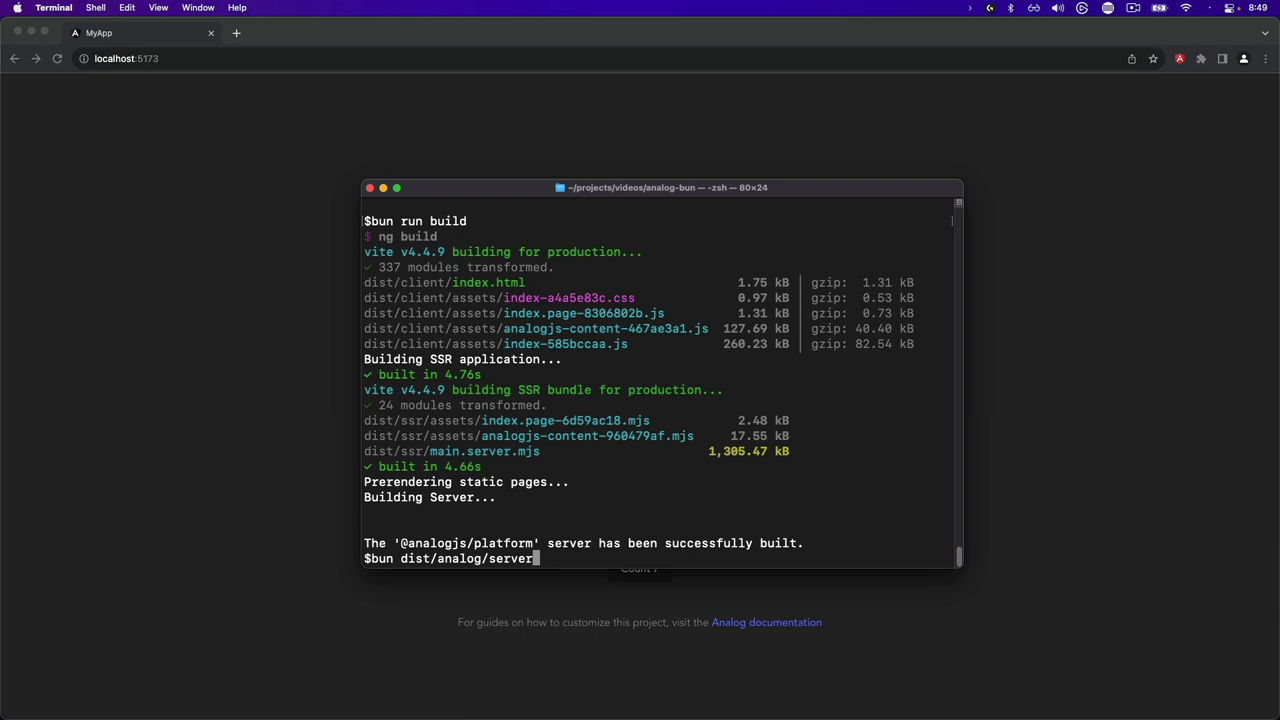 Terminal Shell Edit View Window Help 8:49
MyApp
localhost:5173
~/projects/videos/analog-bun — -zsh — 80×24
[$bun run build ]
$ ng build
vite v4.4.9 building for production...
✓ 337 modules transformed.
dist/client/index.html 1.75 kB │ gzip: 1.31 kB
dist/client/assets/index-a4a5e83c.css 0.97 kB │ gzip: 0.53 kB
dist/client/assets/index.page-8306802b.js 1.31 kB │ gzip: 0.73 kB
dist/client/assets/analogjs-content-467ae3a1.js 127.69 kB │ gzip: 40.40 kB
dist/client/assets/index-585bccaa.js 260.23 kB │ gzip: 82.54 kB
Building SSR application...
✓ built in 4.76s
vite v4.4.9 building SSR bundle for production...
✓ 24 modules transformed.
dist/ssr/assets/index.page-6d59ac18.mjs 2.48 kB
dist/ssr/assets/analogjs-content-960479af.mjs 17.55 kB
dist/ssr/main.server.mjs 1,305.47 kB
✓ built in 4.66s
Prerendering static pages...
Building Server...
The '@analogjs/platform' server has been successfully built.
$bun dist/analog/server
Count 7
For guides on how to customize this project, visit the Analog documentation